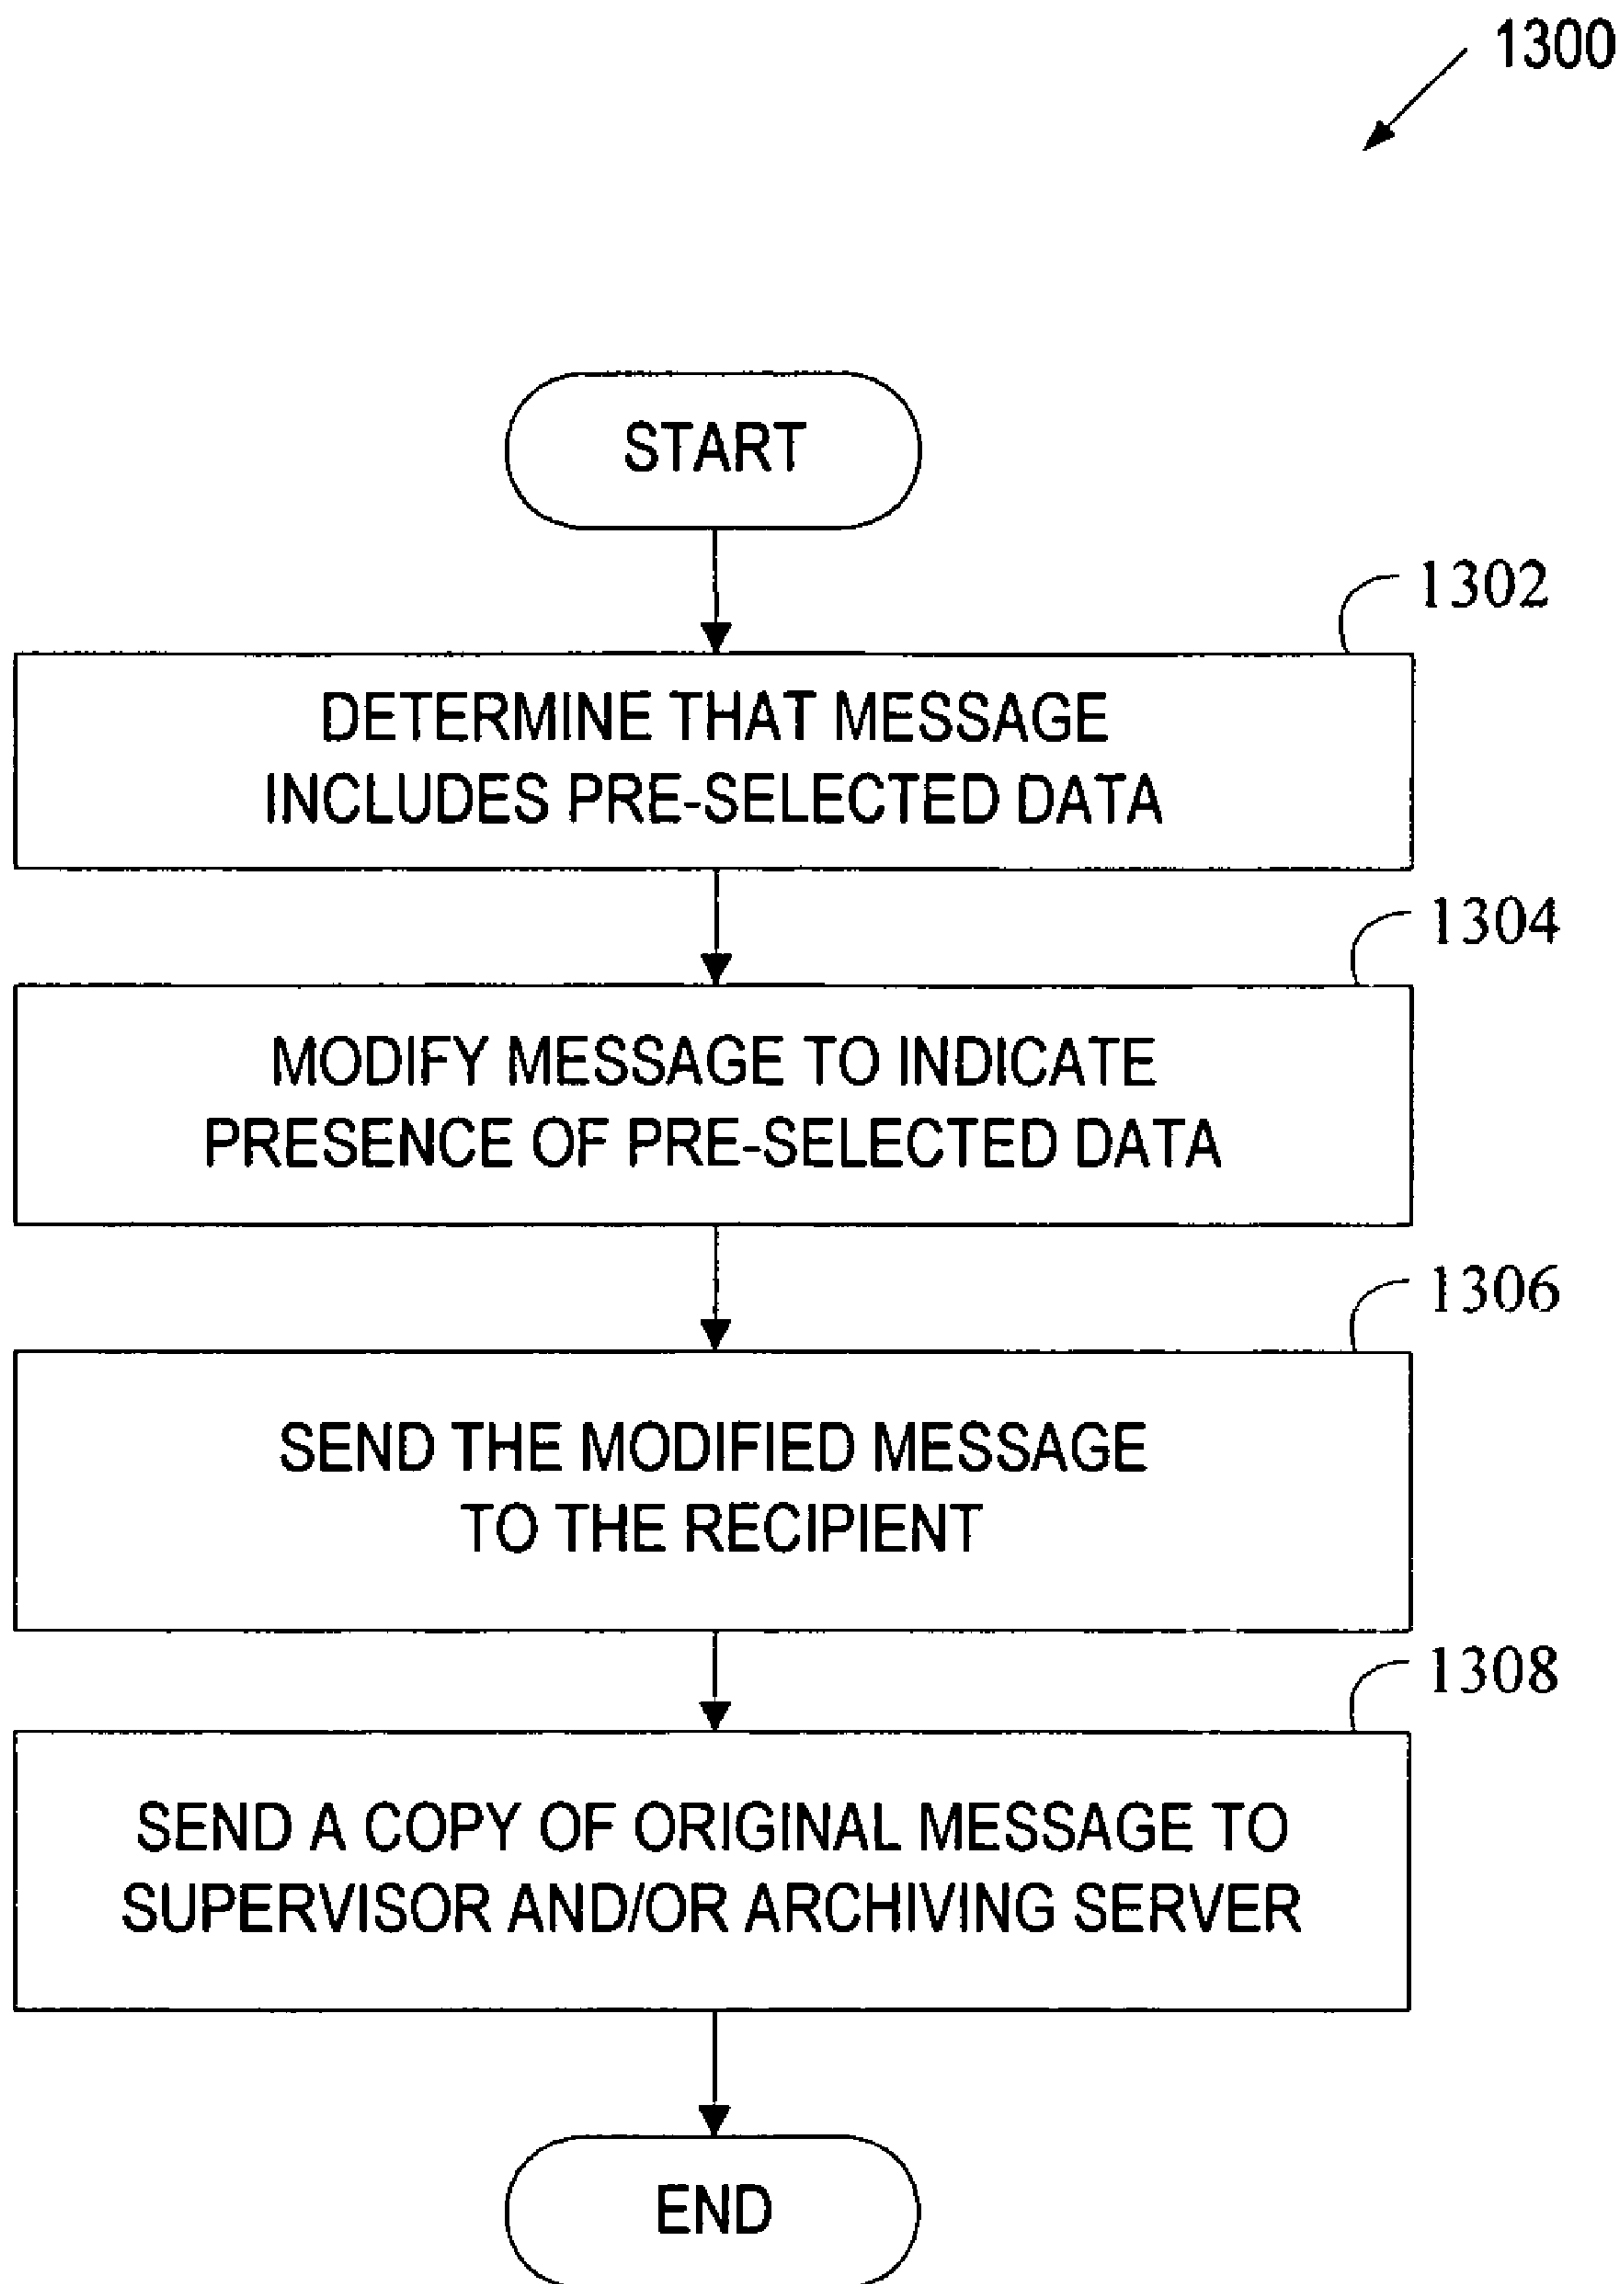 1300
START
1302
DETERMINE THAT MESSAGE
INCLUDES PRE-SELECTED DATA
1304
MODIFY MESSAGE TO INDICATE
PRESENCE OF PRE-SELECTED DATA
1306
SEND THE MODIFIED MESSAGE
TO THE RECIPIENT
1308
SEND A COPY OF ORIGINAL MESSAGE TO
SUPERVISOR AND/OR ARCHIVING SERVER
END